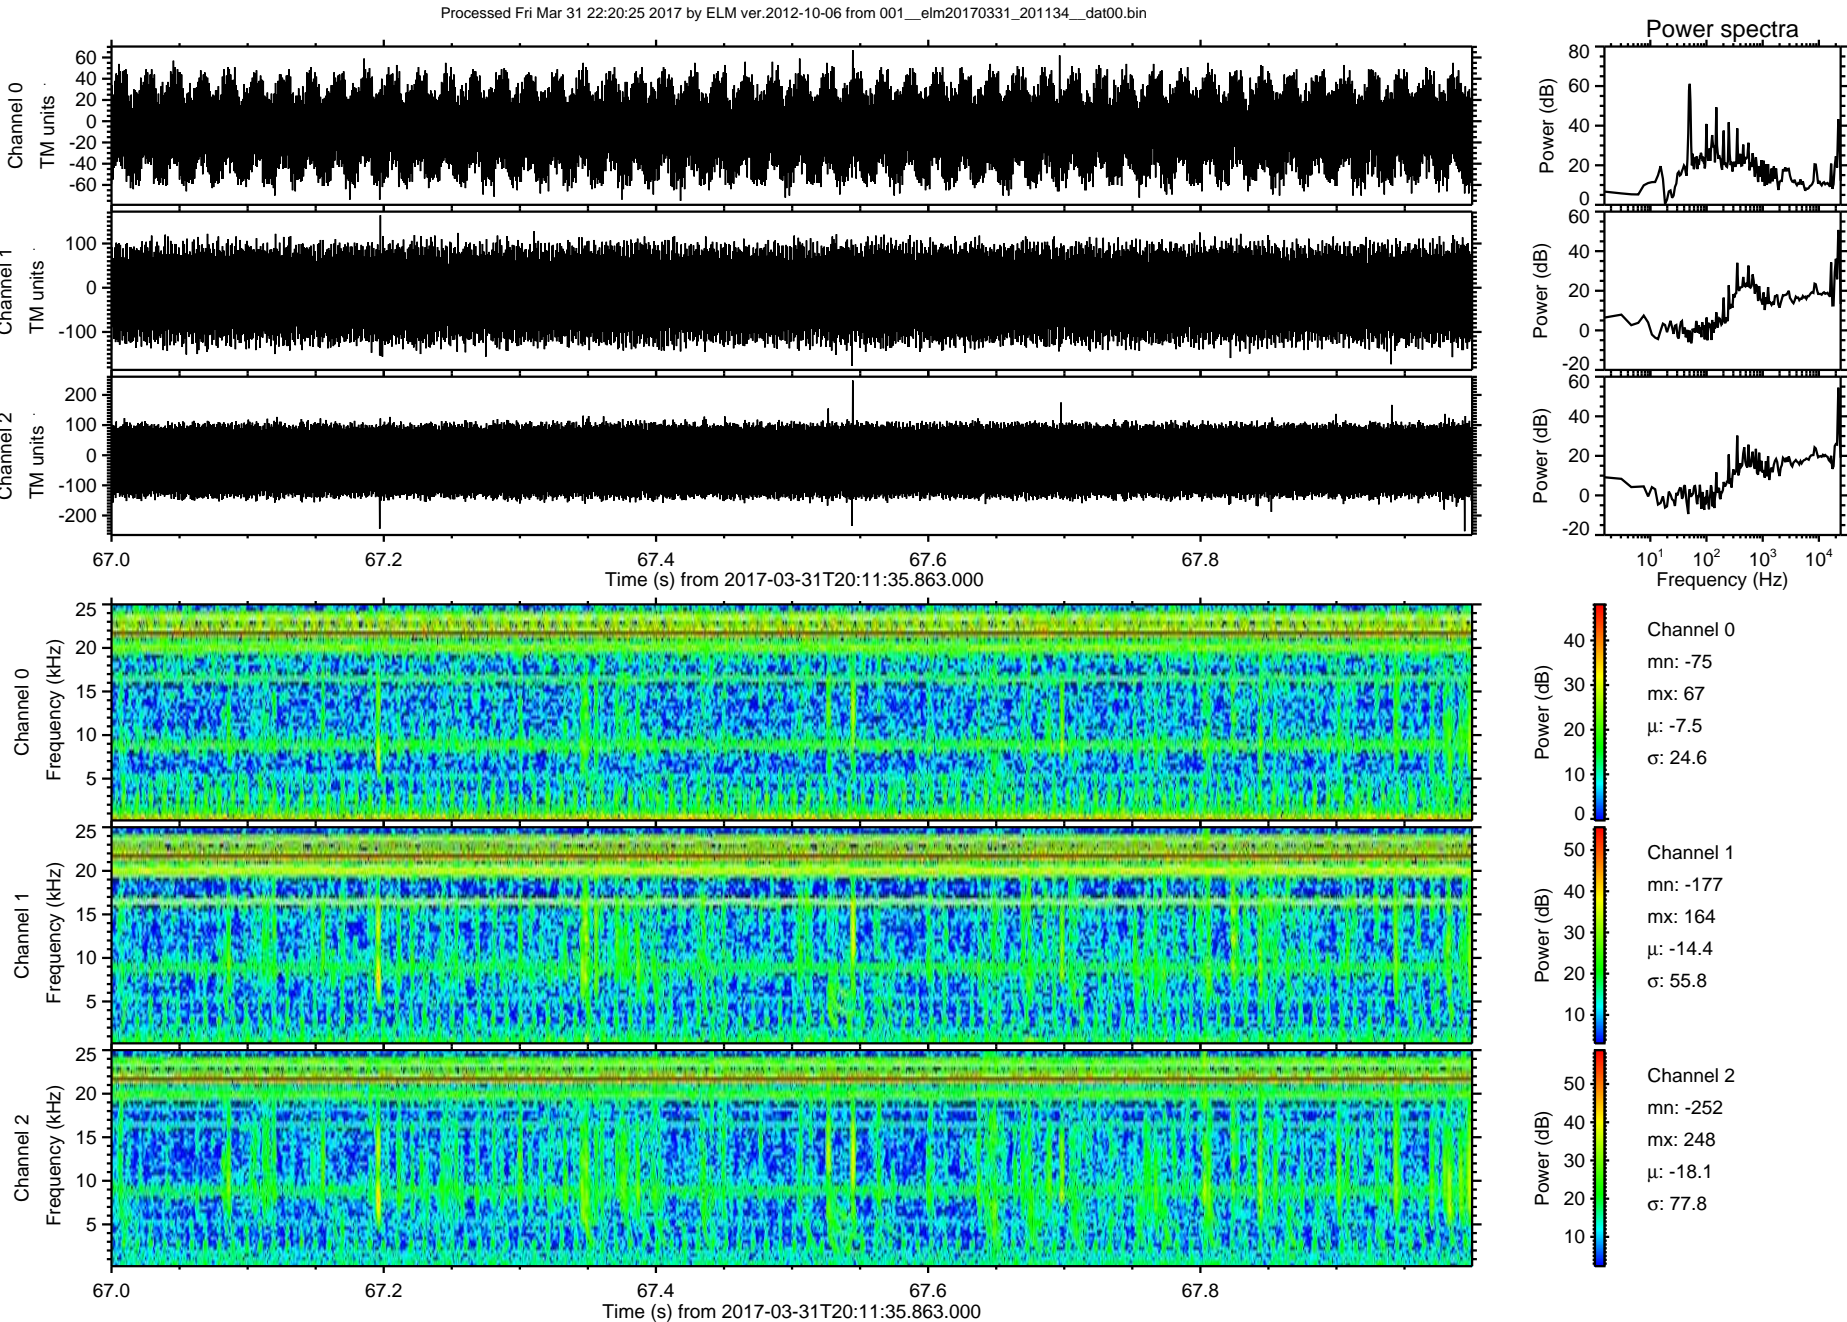 Processed Fri Mar 31 22:20:25 2017 by ELM ver.2012-10-06 from 001__elm20170331_201134__dat00.bin
Power spectra
Channel 0
TM units
60
40
20
0
-20
-40
-60
Power (dB)
80
60
40
20
0
Channel 1
TM units
100
0
-100
Power (dB)
60
40
20
0
-20
Channel 2
TM units
200
100
0
-100
-200
Power (dB)
60
40
20
0
-20
67.0 67.2 67.4 67.6 67.8
Time (s) from 2017-03-31T20:11:35.863.000
10^1 10^2 10^3 10^4
Frequency (Hz)
Channel 0
Frequency (kHz)
25
20
15
10
5
Power (dB)
40
30
20
10
0
Channel 0
mn: -75
mx: 67
μ: -7.5
σ: 24.6
Channel 1
Frequency (kHz)
25
20
15
10
5
Power (dB)
50
40
30
20
10
Channel 1
mn: -177
mx: 164
μ: -14.4
σ: 55.8
Channel 2
Frequency (kHz)
25
20
15
10
5
Power (dB)
50
40
30
20
10
Channel 2
mn: -252
mx: 248
μ: -18.1
σ: 77.8
67.0 67.2 67.4 67.6 67.8
Time (s) from 2017-03-31T20:11:35.863.000